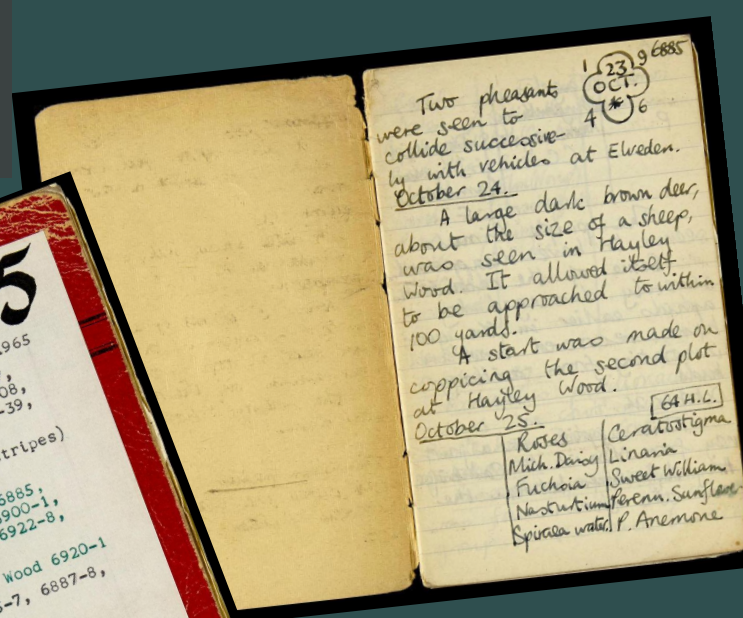 5
1965
08,
-39,
stripes)
6885,
6900-1,
6922-8,
Wood 6920-1
-7, 6887-8,
6885
1 23 9
OCT.
4 6
Two pheasants
were seen to
collide successive-
ly with vehicles at Elveden.
October 24.
A large dark brown deer,
about the size of a sheep,
was seen in Hayley
Wood. It allowed itself
to be approached to within
100 yards.
A start was made on
coppicing the second plot
at Hayley Wood.
October 25.
64 H.L.
Roses Ceratostigma
Mich. Daisy Linaria
Fuchsia Sweet William
Nasturtium Perenn. Sunflower
Spiraea water. P. Anemone